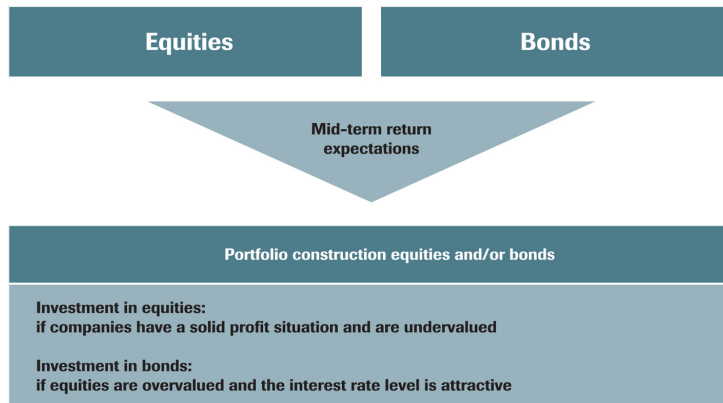 Equities
Bonds
Mid-term return
expectations
Portfolio construction equities and/or bonds
Investment in equities:
if companies have a solid profit situation and are undervalued
Investment in bonds:
if equities are overvalued and the interest rate level is attractive